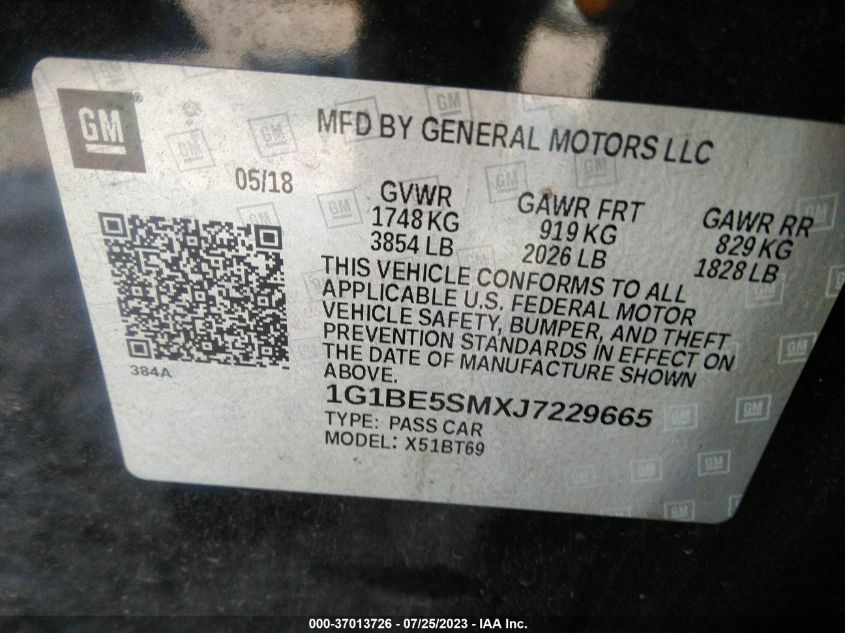 GM
MFD BY GENERAL MOTORS LLC
05/18
GVWR
1748 KG
3854 LB
GAWR FRT
919 KG
2026 LB
GAWR RR
829 KG
1828 LB
THIS VEHICLE CONFORMS TO ALL
APPLICABLE U.S. FEDERAL MOTOR
VEHICLE SAFETY, BUMPER, AND THEFT
PREVENTION STANDARDS IN EFFECT ON
THE DATE OF MANUFACTURE SHOWN
ABOVE.
384A
1G1BE5SMXJ7229665
TYPE: PASS CAR
MODEL: X51BT69
000-37013726 - 07/25/2023 - IAA Inc.